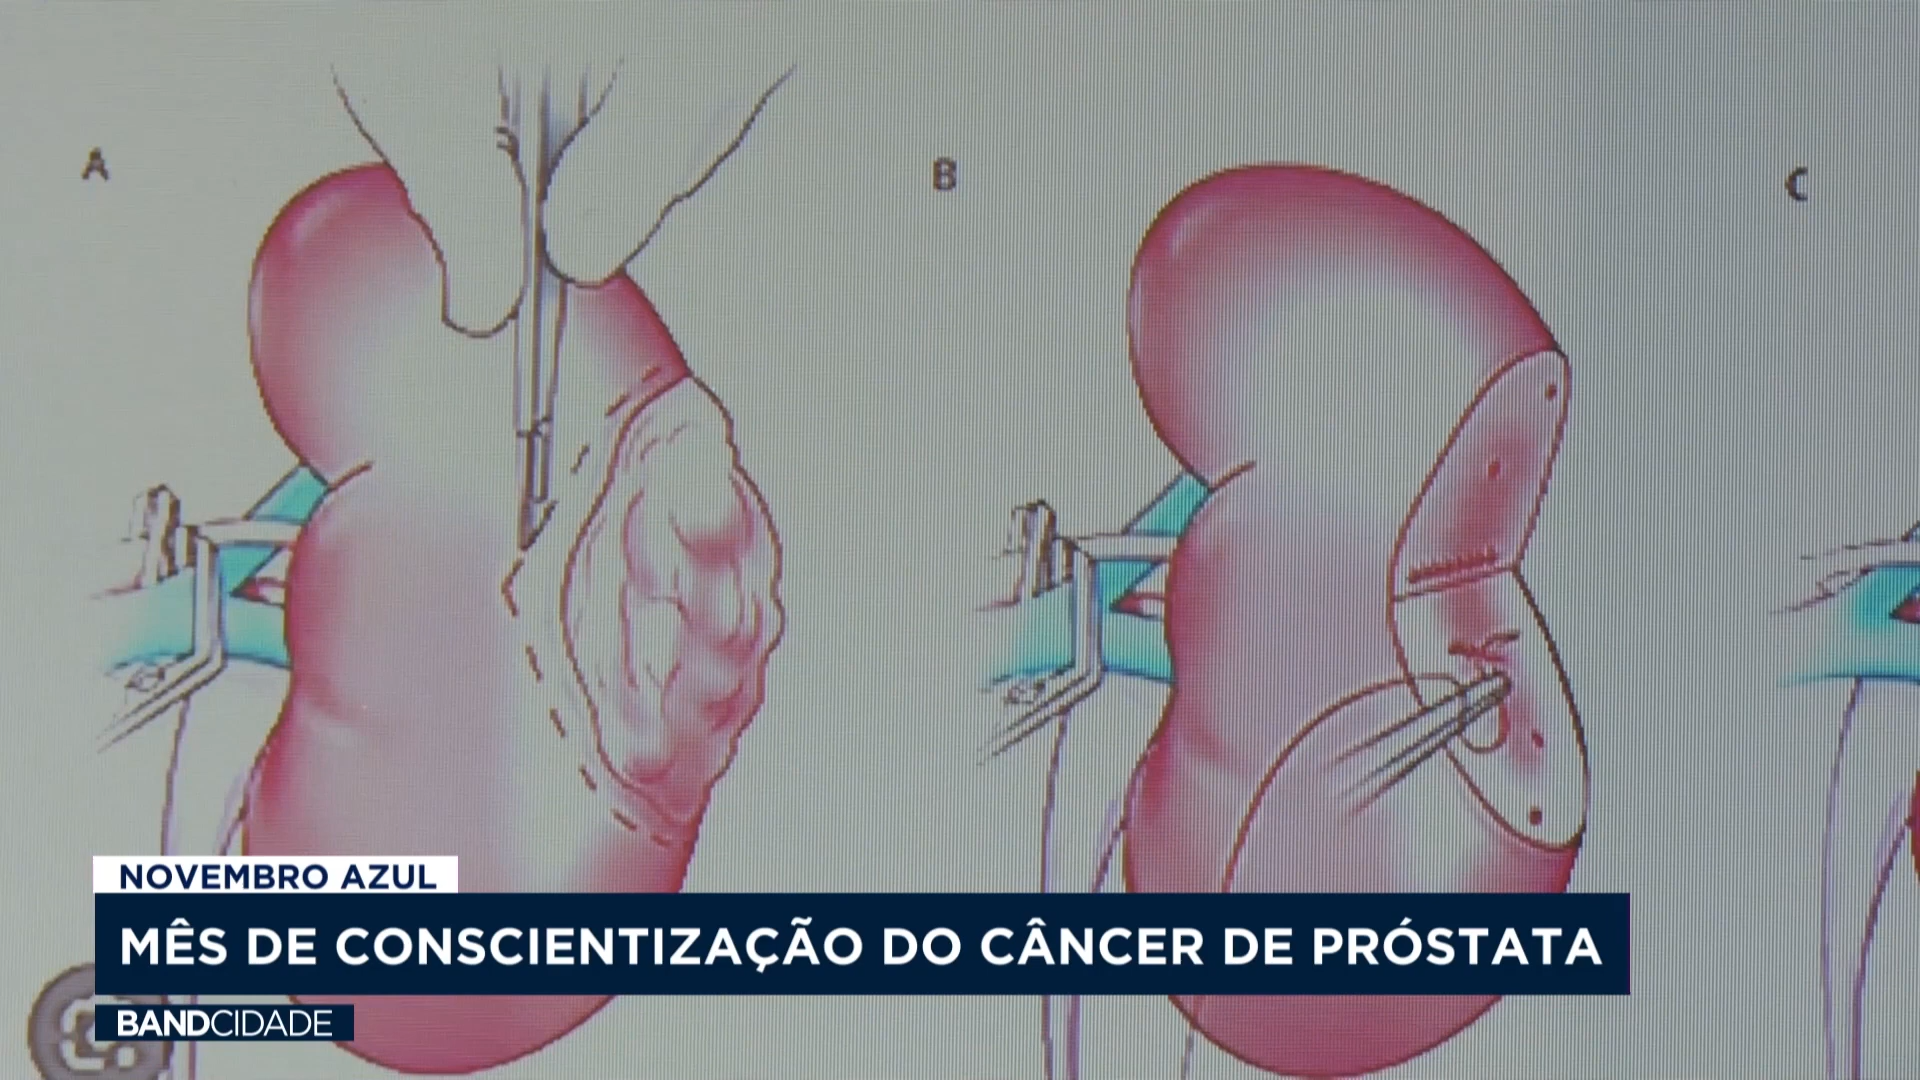 A
B
C
NOVEMBRO AZUL
MÊS DE CONSCIENTIZAÇÃO DO CÂNCER DE PRÓSTATA
BANDCIDADE